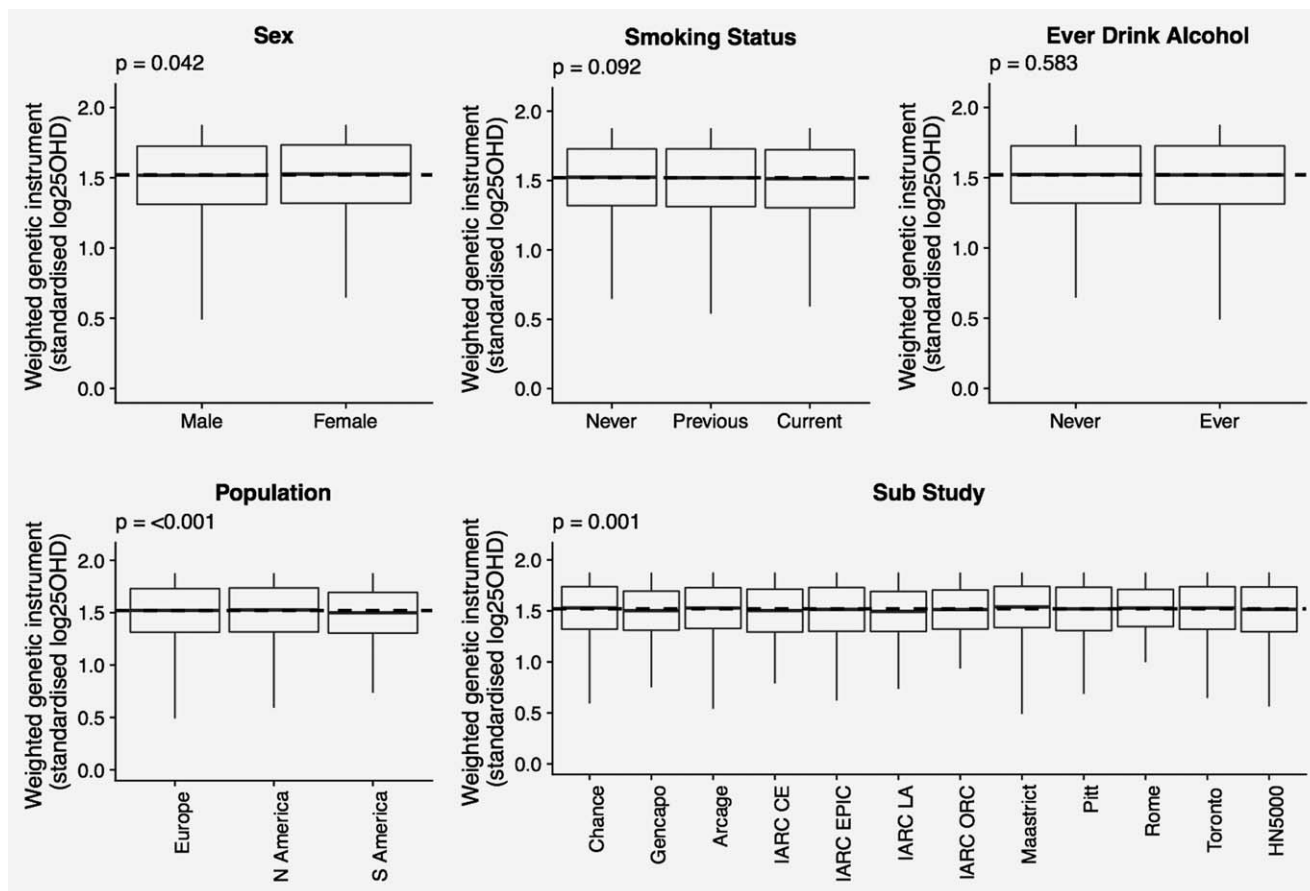 Sex
p = 0.042
Weighted genetic instrument
(standardised log25OHD)
2.0
1.5
1.0
0.5
0.0
Male
Female
Smoking Status
p = 0.092
Weighted genetic instrument
(standardised log25OHD)
2.0
1.5
1.0
0.5
0.0
Never
Previous
Current
Ever Drink Alcohol
p = 0.583
Weighted genetic instrument
(standardised log25OHD)
2.0
1.5
1.0
0.5
0.0
Never
Ever
Population
p = <0.001
Weighted genetic instrument
(standardised log25OHD)
2.0
1.5
1.0
0.5
0.0
Europe
N America
S America
Sub Study
p = 0.001
Weighted genetic instrument
(standardised log25OHD)
2.0
1.5
1.0
0.5
0.0
Chance
Gencapo
Arcage
IARC CE
IARC EPIC
IARC LA
IARC ORC
Maastrict
Pitt
Rome
Toronto
HN5000